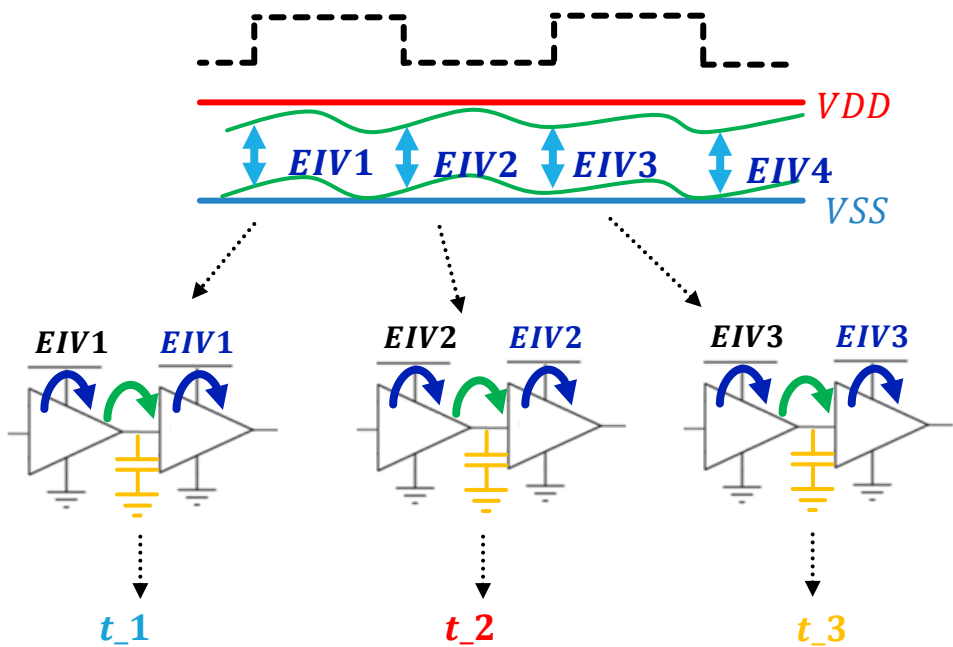 VDD
EIV1 EIV2 EIV3 EIV4
VSS
EIV1 EIV1 EIV2 EIV2 EIV3 EIV3
t_1 t_2 t_3